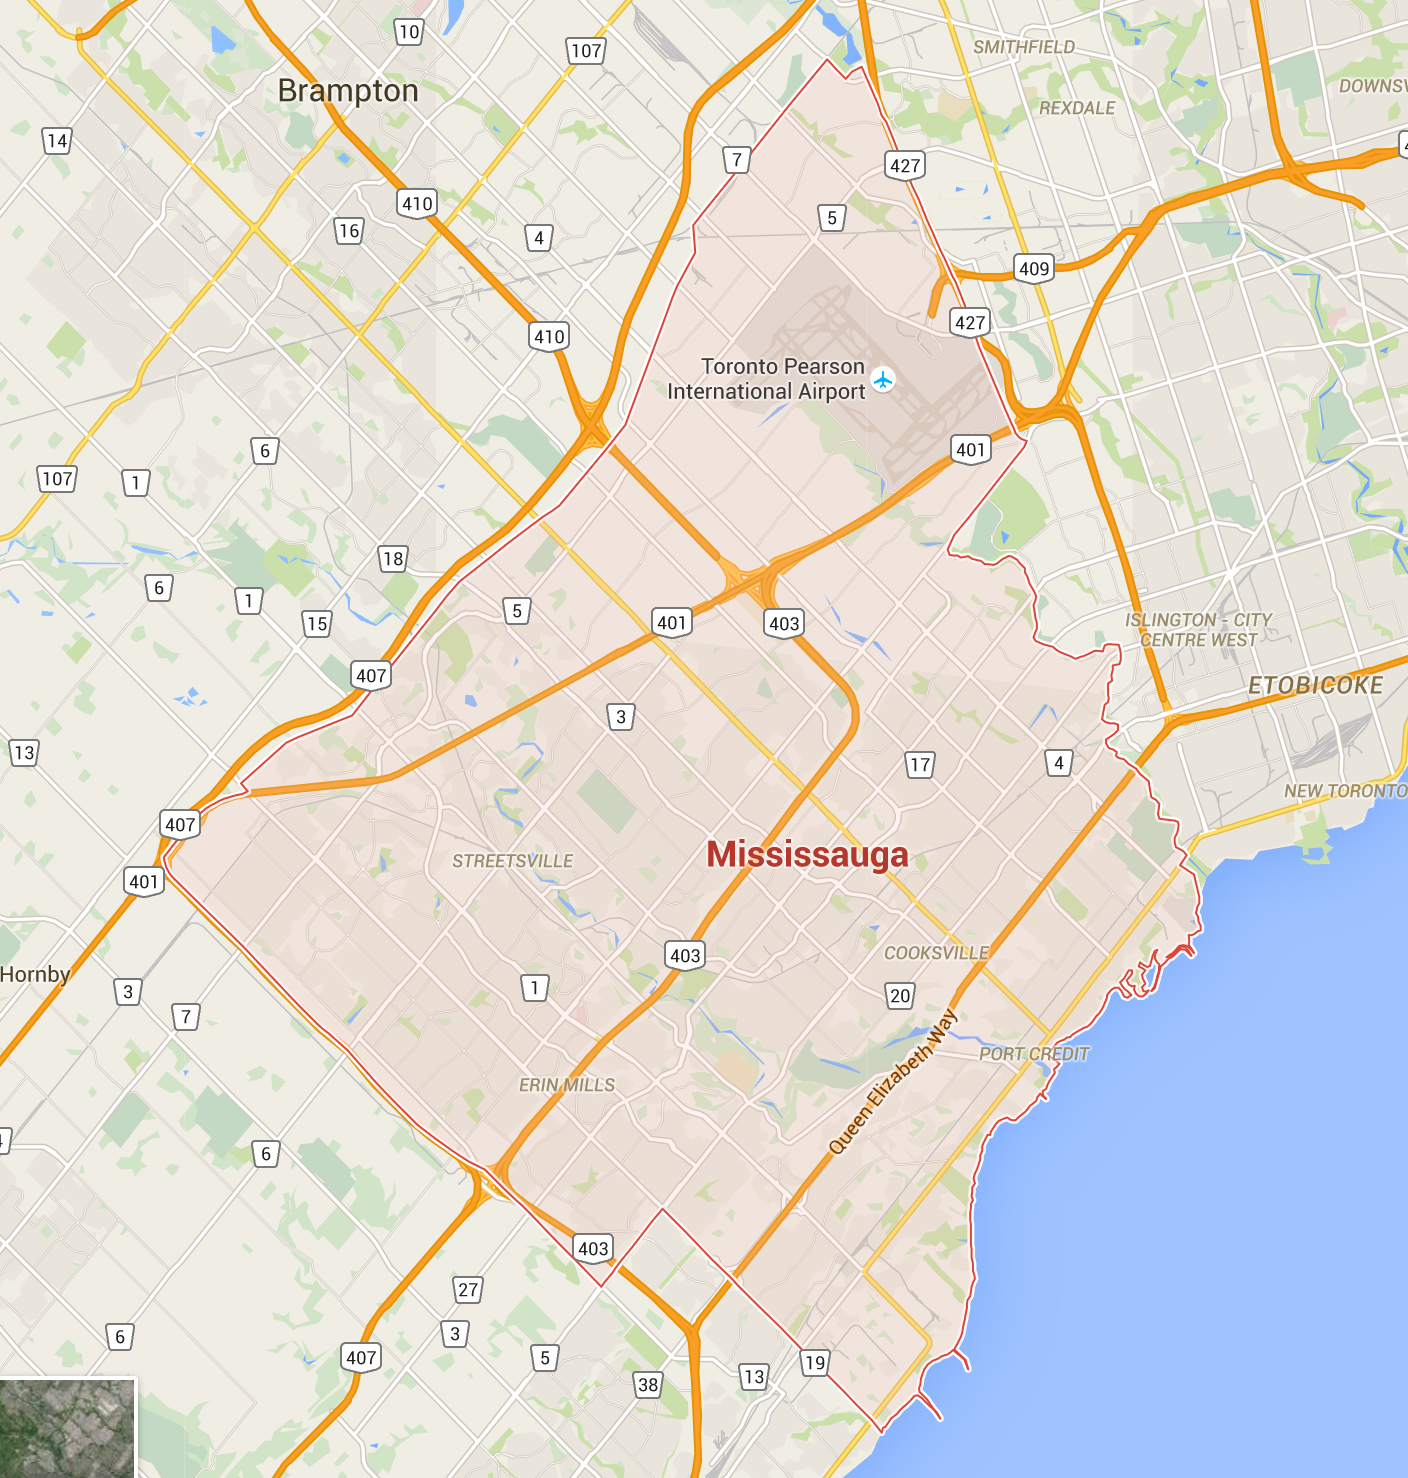 10
SMITHFIELD
107
DOWNSV
Brampton
REXDALE
14
7
427
410
5
16
4
409
427
410
Toronto Pearson
International Airport
401
6
107
1
18
6
1
5
ISLINGTON - CITY
CENTRE WEST
15
401
403
407
ETOBICOKE
3
13
17
4
NEW TORONTO
407
Mississauga
STREETSVILLE
401
COOKSVILLE
403
Hornby
3
1
20
7
Queen Elizabeth Way
PORT CREDIT
ERIN MILLS
6
403
27
3
6
407
5
19
13
38